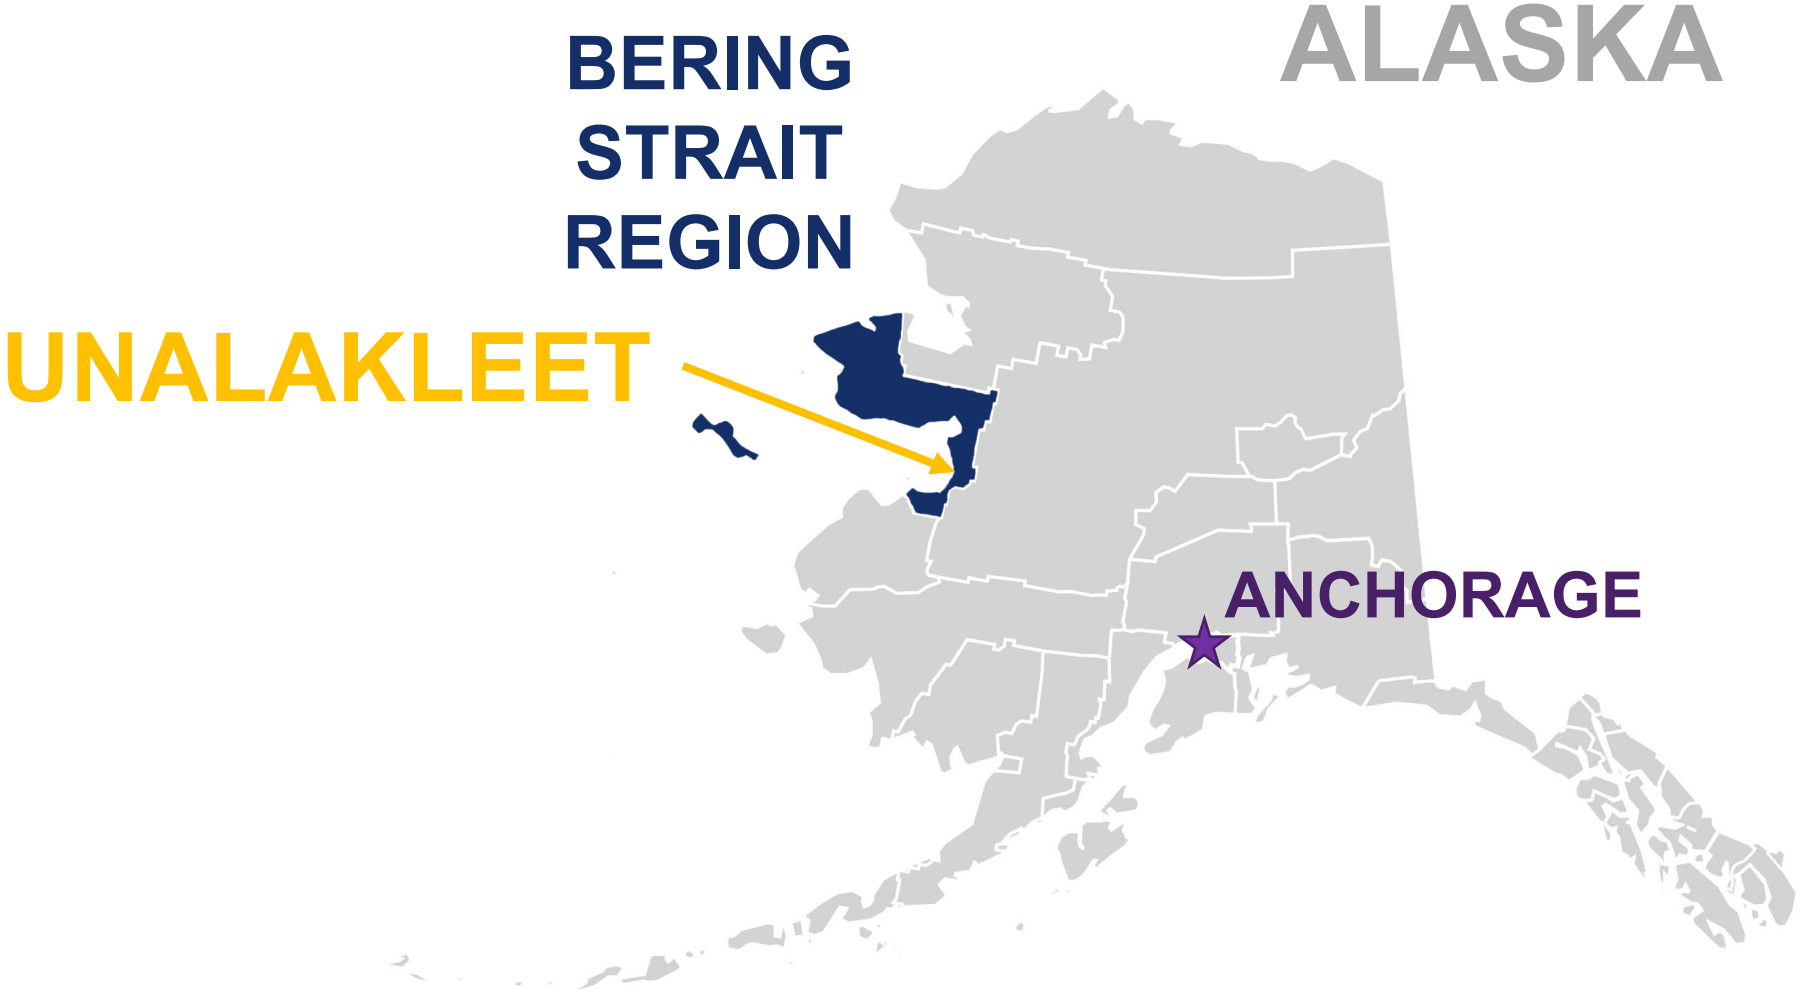 ALASKA
BERING
STRAIT
REGION
UNALAKLEET
ANCHORAGE